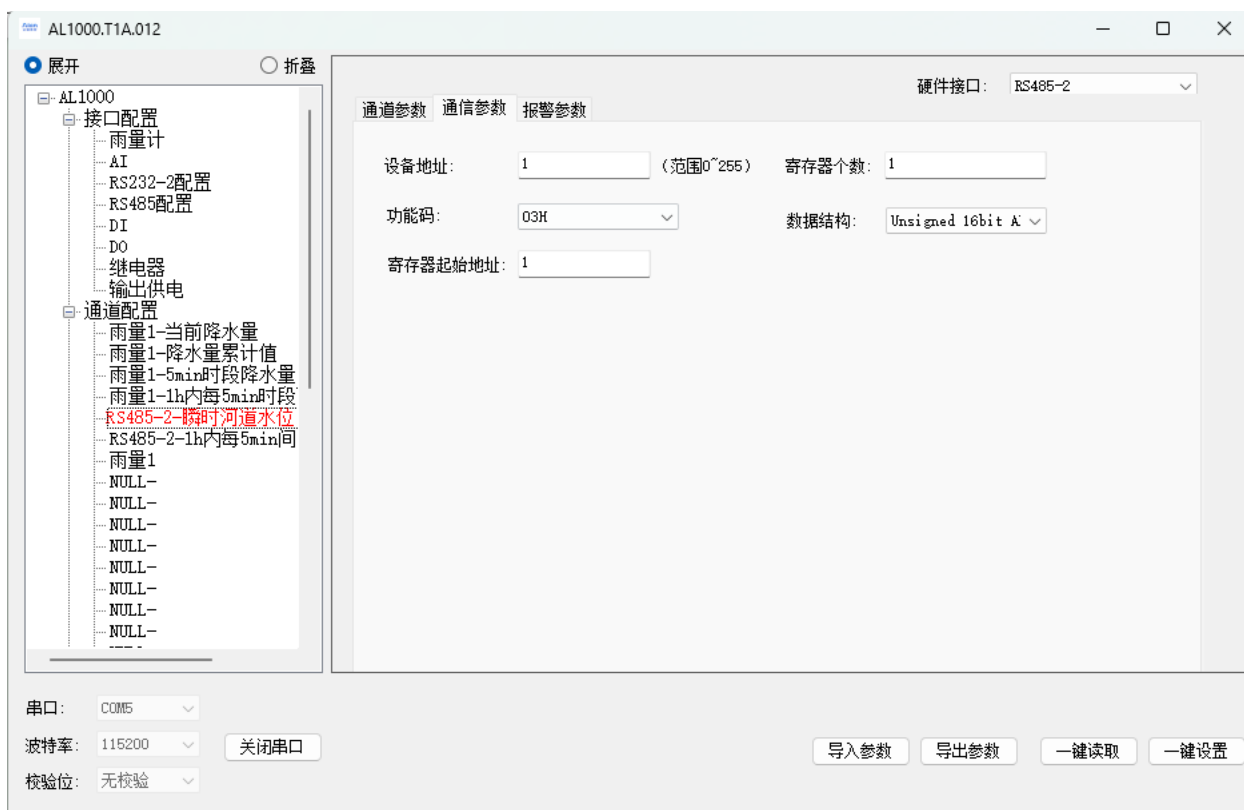 AL1000.T1A.012
展开
折叠
AL1000
接口配置
雨量计
AI
RS232-2配置
RS485配置
DI
DO
继电器
输出供电
通道配置
雨量1-当前降水量
雨量1-降水量累计值
雨量1-5min时段降水量
雨量1-1h内每5min时段
RS485-2-瞬时河道水位
RS485-2-1h内每5min间
雨量1
NULL-
NULL-
NULL-
NULL-
NULL-
NULL-
NULL-
NULL-
硬件接口: RS485-2
通道参数 通信参数 报警参数
设备地址: 1 (范围0~255) 寄存器个数: 1
功能码: 03H 数据结构: Unsigned 16bit A
寄存器起始地址: 1
串口: COM5
波特率: 115200 关闭串口
校验位: 无校验
导入参数 导出参数 一键读取 一键设置